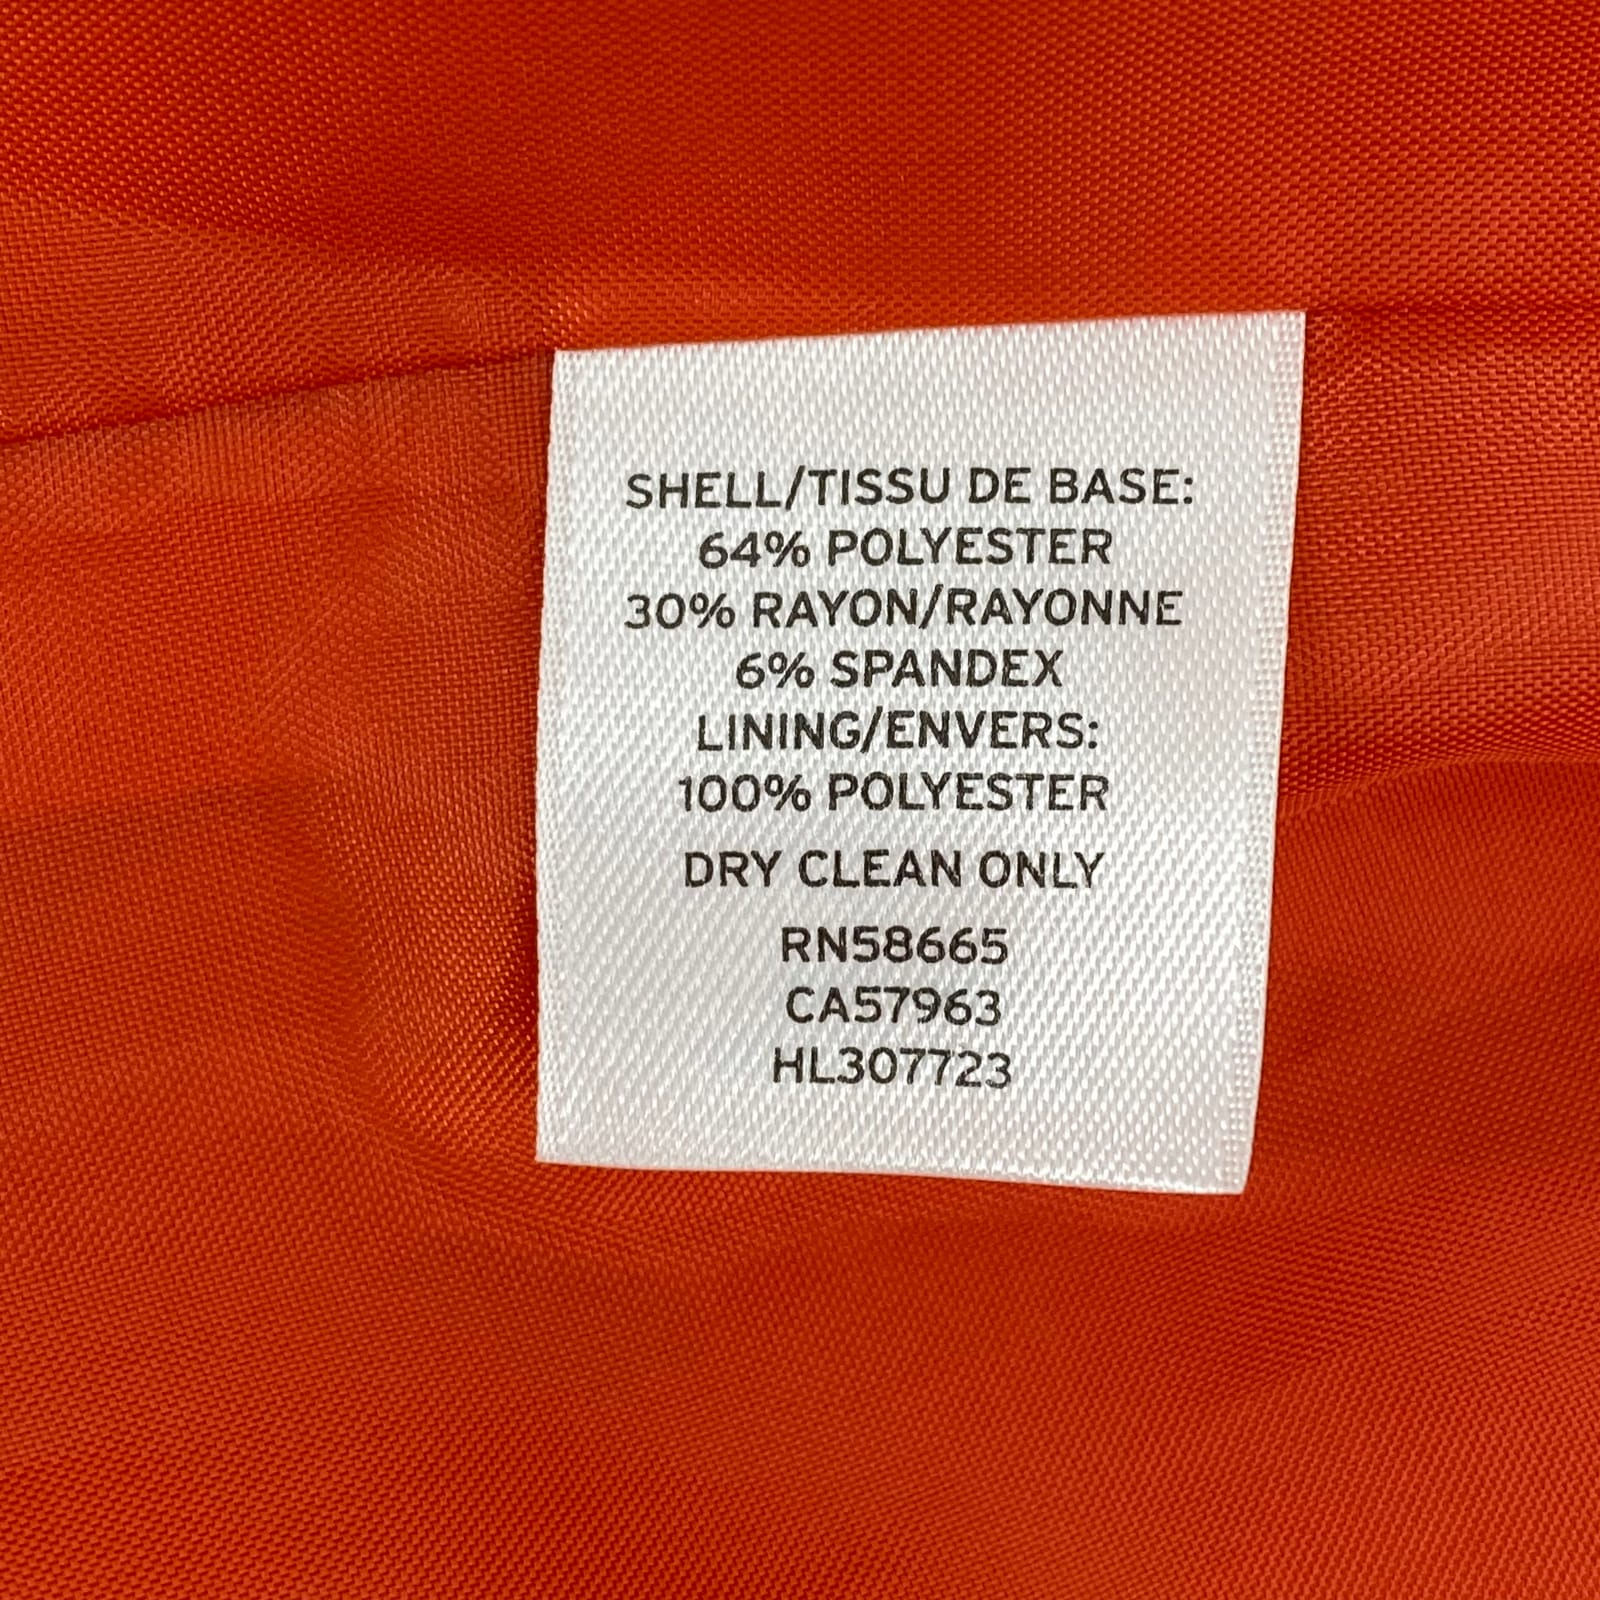 SHELL/TISSU DE BASE:
64% POLYESTER
30% RAYON/RAYONNE
6% SPANDEX
LINING/ENVERS:
100% POLYESTER
DRY CLEAN ONLY
RN58665
CA57963
HL307723